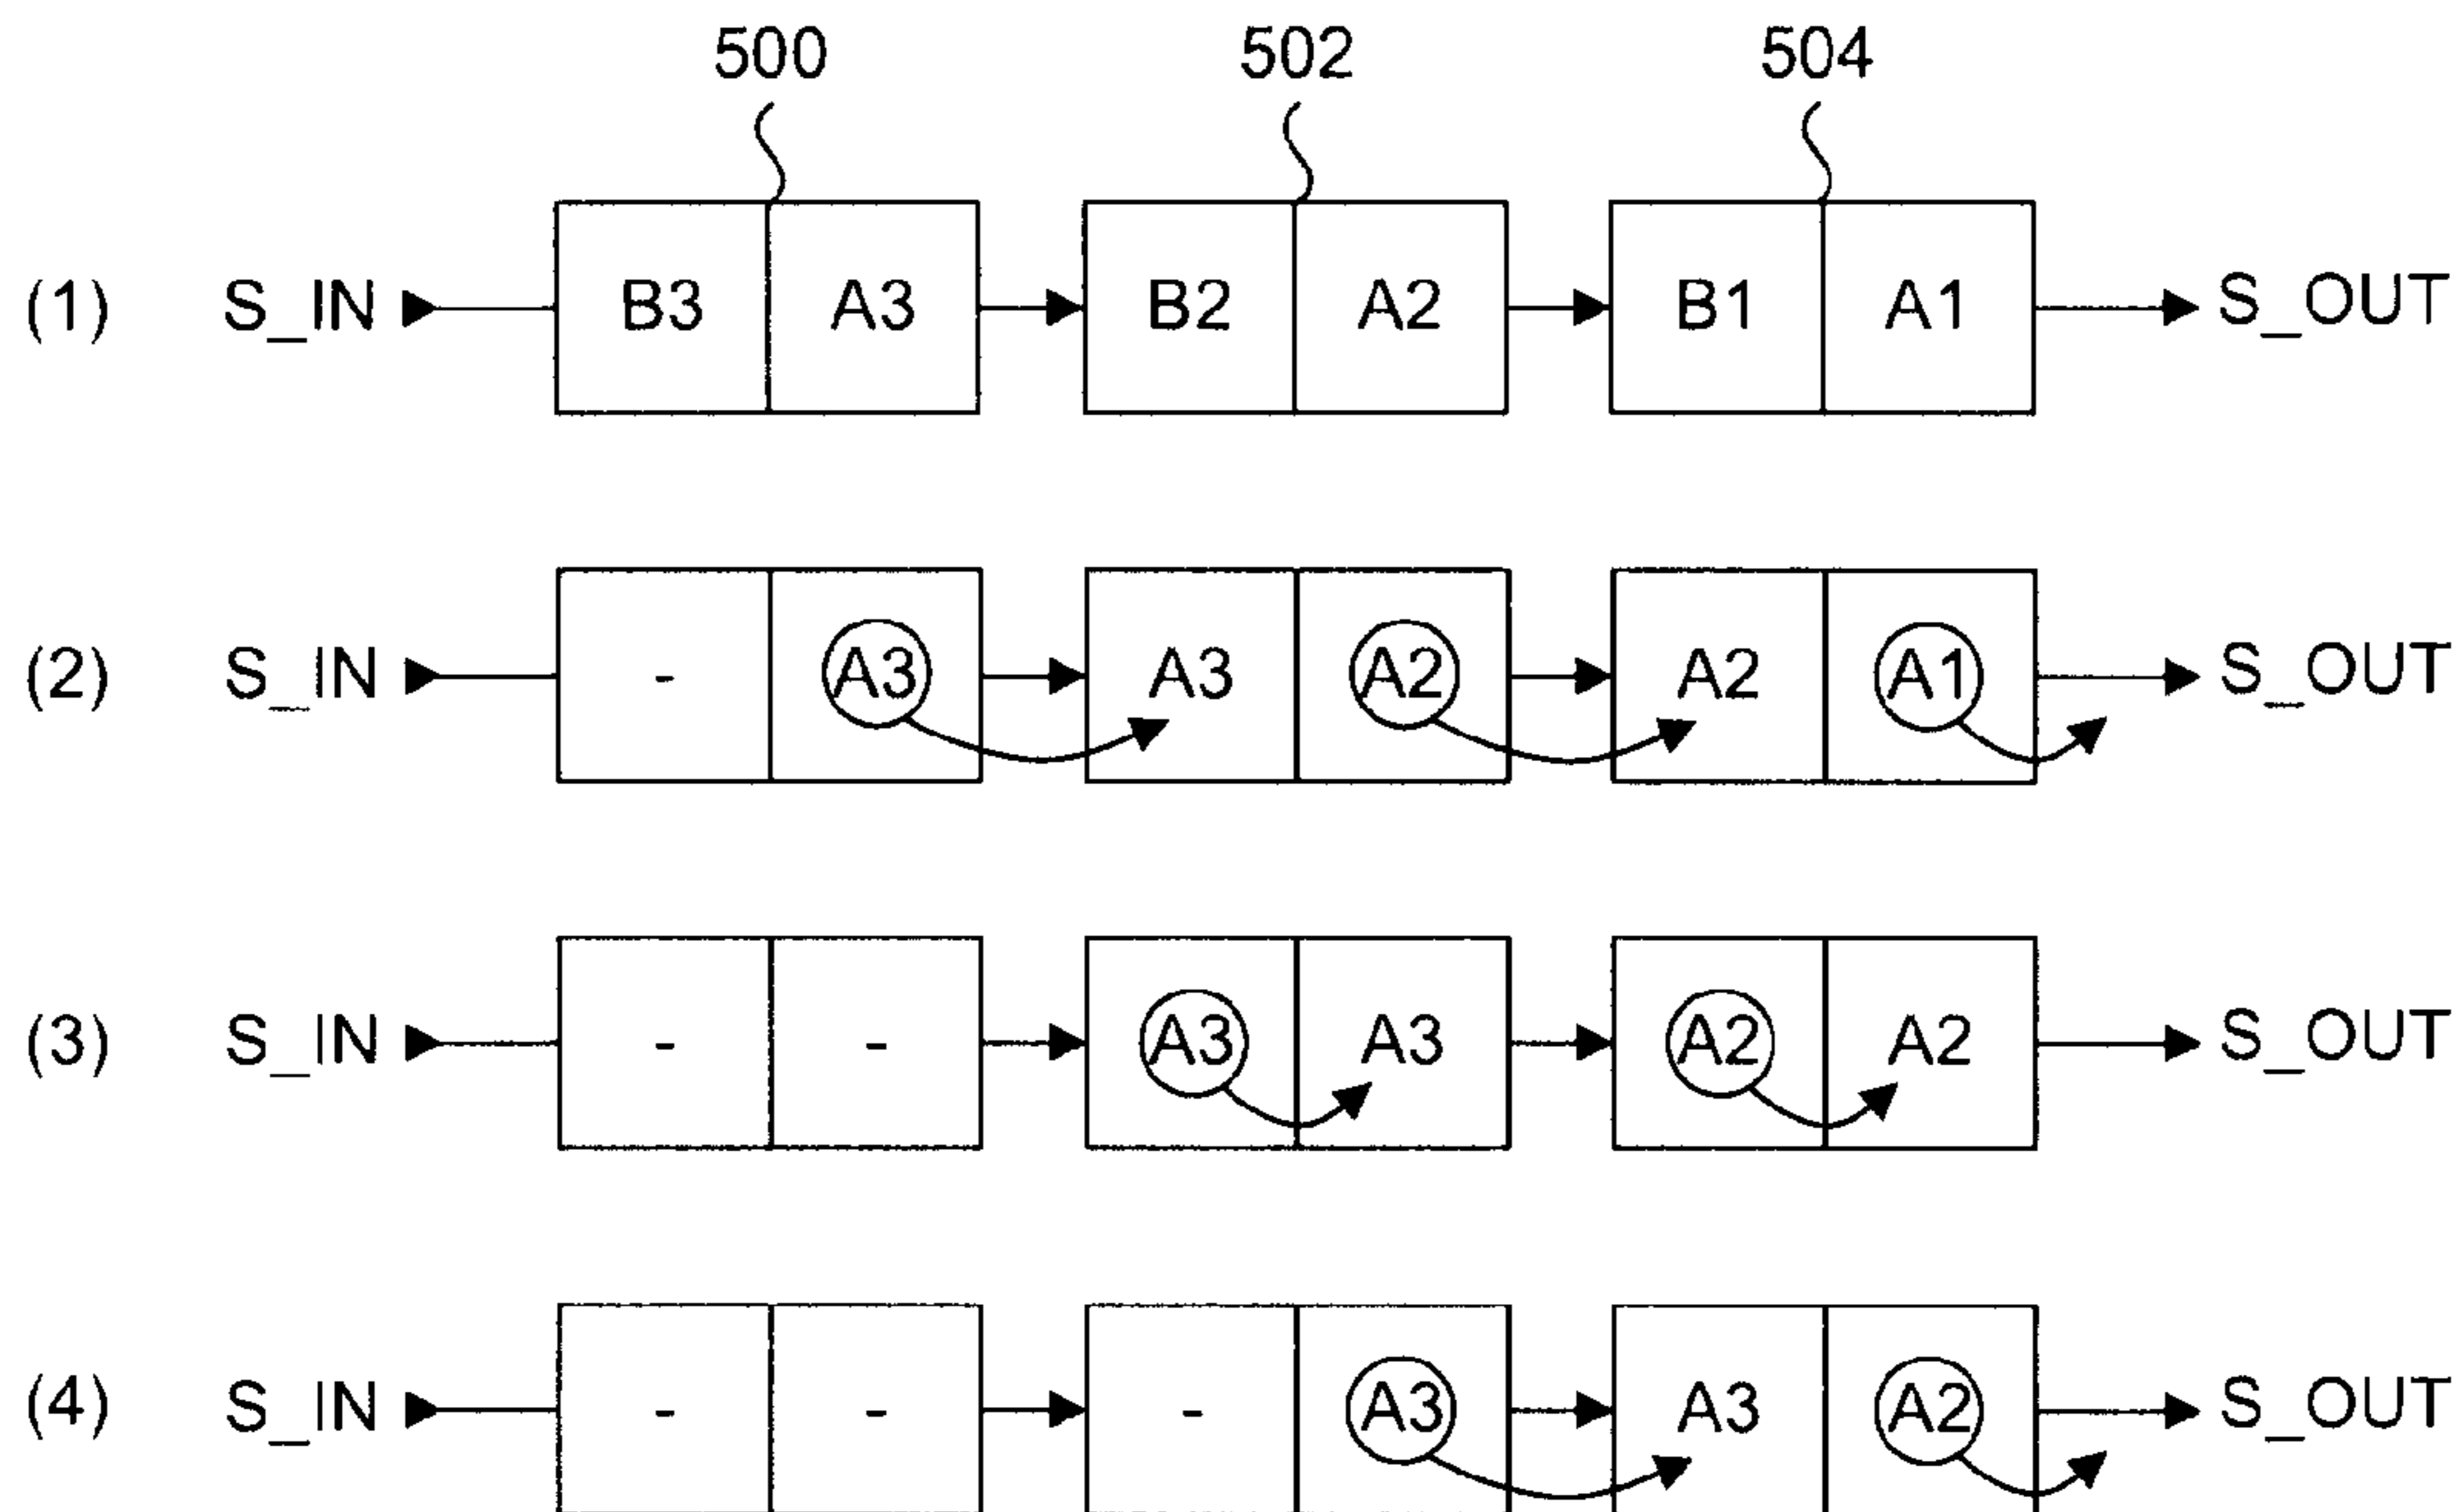 500 502 504
(1) S_IN B3 A3 B2 A2 B1 A1 S_OUT
(2) S_IN - A3 A3 A2 A2 A1 S_OUT
(3) S_IN - - A3 A3 A2 A2 S_OUT
(4) S_IN - - - A3 A3 A2 S_OUT